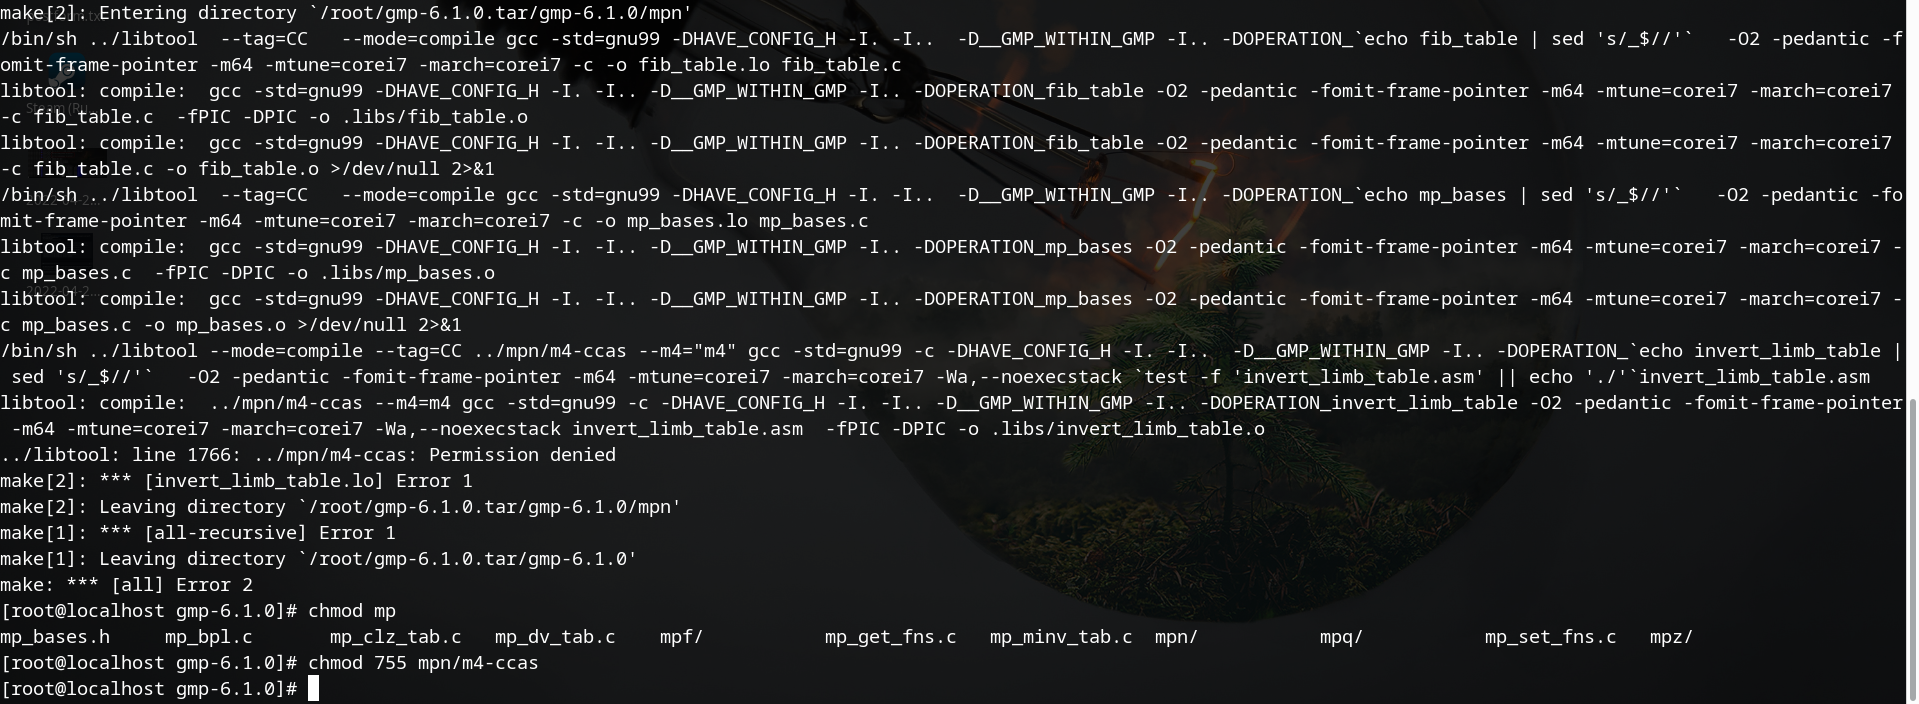 make[2]: Entering directory `/root/gmp-6.1.0.tar/gmp-6.1.0/mpn'
/bin/sh ../libtool  --tag=CC   --mode=compile gcc -std=gnu99 -DHAVE_CONFIG_H -I. -I..  -D__GMP_WITHIN_GMP -I.. -DOPERATION_`echo fib_table | sed 's/_$//'`   -O2 -pedantic -f
omit-frame-pointer -m64 -mtune=corei7 -march=corei7 -c -o fib_table.lo fib_table.c
libtool: compile:  gcc -std=gnu99 -DHAVE_CONFIG_H -I. -I.. -D__GMP_WITHIN_GMP -I.. -DOPERATION_fib_table -O2 -pedantic -fomit-frame-pointer -m64 -mtune=corei7 -march=corei7
-c fib_table.c  -fPIC -DPIC -o .libs/fib_table.o
libtool: compile:  gcc -std=gnu99 -DHAVE_CONFIG_H -I. -I.. -D__GMP_WITHIN_GMP -I.. -DOPERATION_fib_table -O2 -pedantic -fomit-frame-pointer -m64 -mtune=corei7 -march=corei7
-c fib_table.c -o fib_table.o >/dev/null 2>&1
/bin/sh ../libtool  --tag=CC   --mode=compile gcc -std=gnu99 -DHAVE_CONFIG_H -I. -I..  -D__GMP_WITHIN_GMP -I.. -DOPERATION_`echo mp_bases | sed 's/_$//'`   -O2 -pedantic -fo
mit-frame-pointer -m64 -mtune=corei7 -march=corei7 -c -o mp_bases.lo mp_bases.c
libtool: compile:  gcc -std=gnu99 -DHAVE_CONFIG_H -I. -I.. -D__GMP_WITHIN_GMP -I.. -DOPERATION_mp_bases -O2 -pedantic -fomit-frame-pointer -m64 -mtune=corei7 -march=corei7 -
c mp_bases.c  -fPIC -DPIC -o .libs/mp_bases.o
libtool: compile:  gcc -std=gnu99 -DHAVE_CONFIG_H -I. -I.. -D__GMP_WITHIN_GMP -I.. -DOPERATION_mp_bases -O2 -pedantic -fomit-frame-pointer -m64 -mtune=corei7 -march=corei7 -
c mp_bases.c -o mp_bases.o >/dev/null 2>&1
/bin/sh ../libtool --mode=compile --tag=CC ../mpn/m4-ccas --m4="m4" gcc -std=gnu99 -c -DHAVE_CONFIG_H -I. -I..  -D__GMP_WITHIN_GMP -I.. -DOPERATION_`echo invert_limb_table |
 sed 's/_$//'`   -O2 -pedantic -fomit-frame-pointer -m64 -mtune=corei7 -march=corei7 -Wa,--noexecstack `test -f 'invert_limb_table.asm' || echo './'`invert_limb_table.asm
libtool: compile:  ../mpn/m4-ccas --m4=m4 gcc -std=gnu99 -c -DHAVE_CONFIG_H -I. -I.. -D__GMP_WITHIN_GMP -I.. -DOPERATION_invert_limb_table -O2 -pedantic -fomit-frame-pointer
 -m64 -mtune=corei7 -march=corei7 -Wa,--noexecstack invert_limb_table.asm  -fPIC -DPIC -o .libs/invert_limb_table.o
../libtool: line 1766: ../mpn/m4-ccas: Permission denied
make[2]: *** [invert_limb_table.lo] Error 1
make[2]: Leaving directory `/root/gmp-6.1.0.tar/gmp-6.1.0/mpn'
make[1]: *** [all-recursive] Error 1
make[1]: Leaving directory `/root/gmp-6.1.0.tar/gmp-6.1.0'
make: *** [all] Error 2
[root@localhost gmp-6.1.0]# chmod mp
mp_bases.h     mp_bpl.c       mp_clz_tab.c   mp_dv_tab.c    mpf/           mp_get_fns.c   mp_minv_tab.c  mpn/           mpq/           mp_set_fns.c   mpz/
[root@localhost gmp-6.1.0]# chmod 755 mpn/m4-ccas
[root@localhost gmp-6.1.0]#